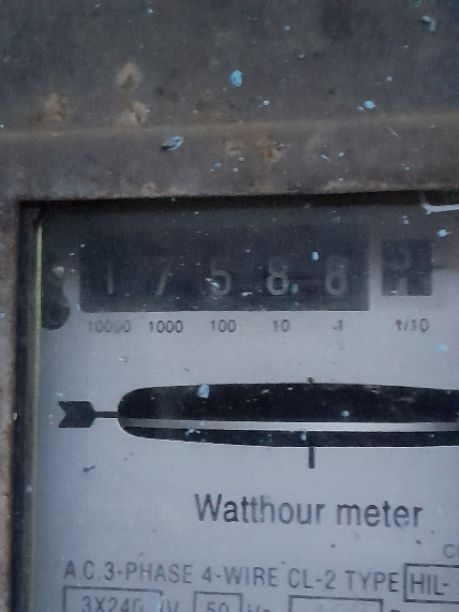 1 7 5 8 8
10000 1000 100 10 1 1/10
Watthour meter
A.C.3-PHASE 4-WIRE CL-2 TYPE HIL-
3X240 V 50